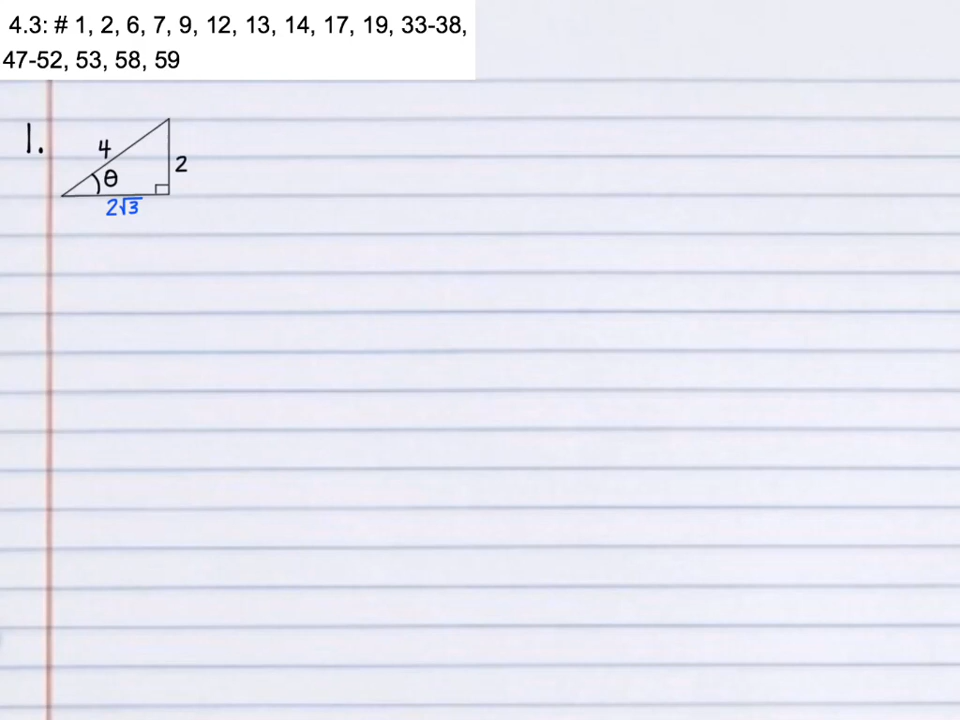 4.3: # 1, 2, 6, 7, 9, 12, 13, 14, 17, 19, 33-38,
47-52, 53, 58, 59
1.
4
2
θ
2√3